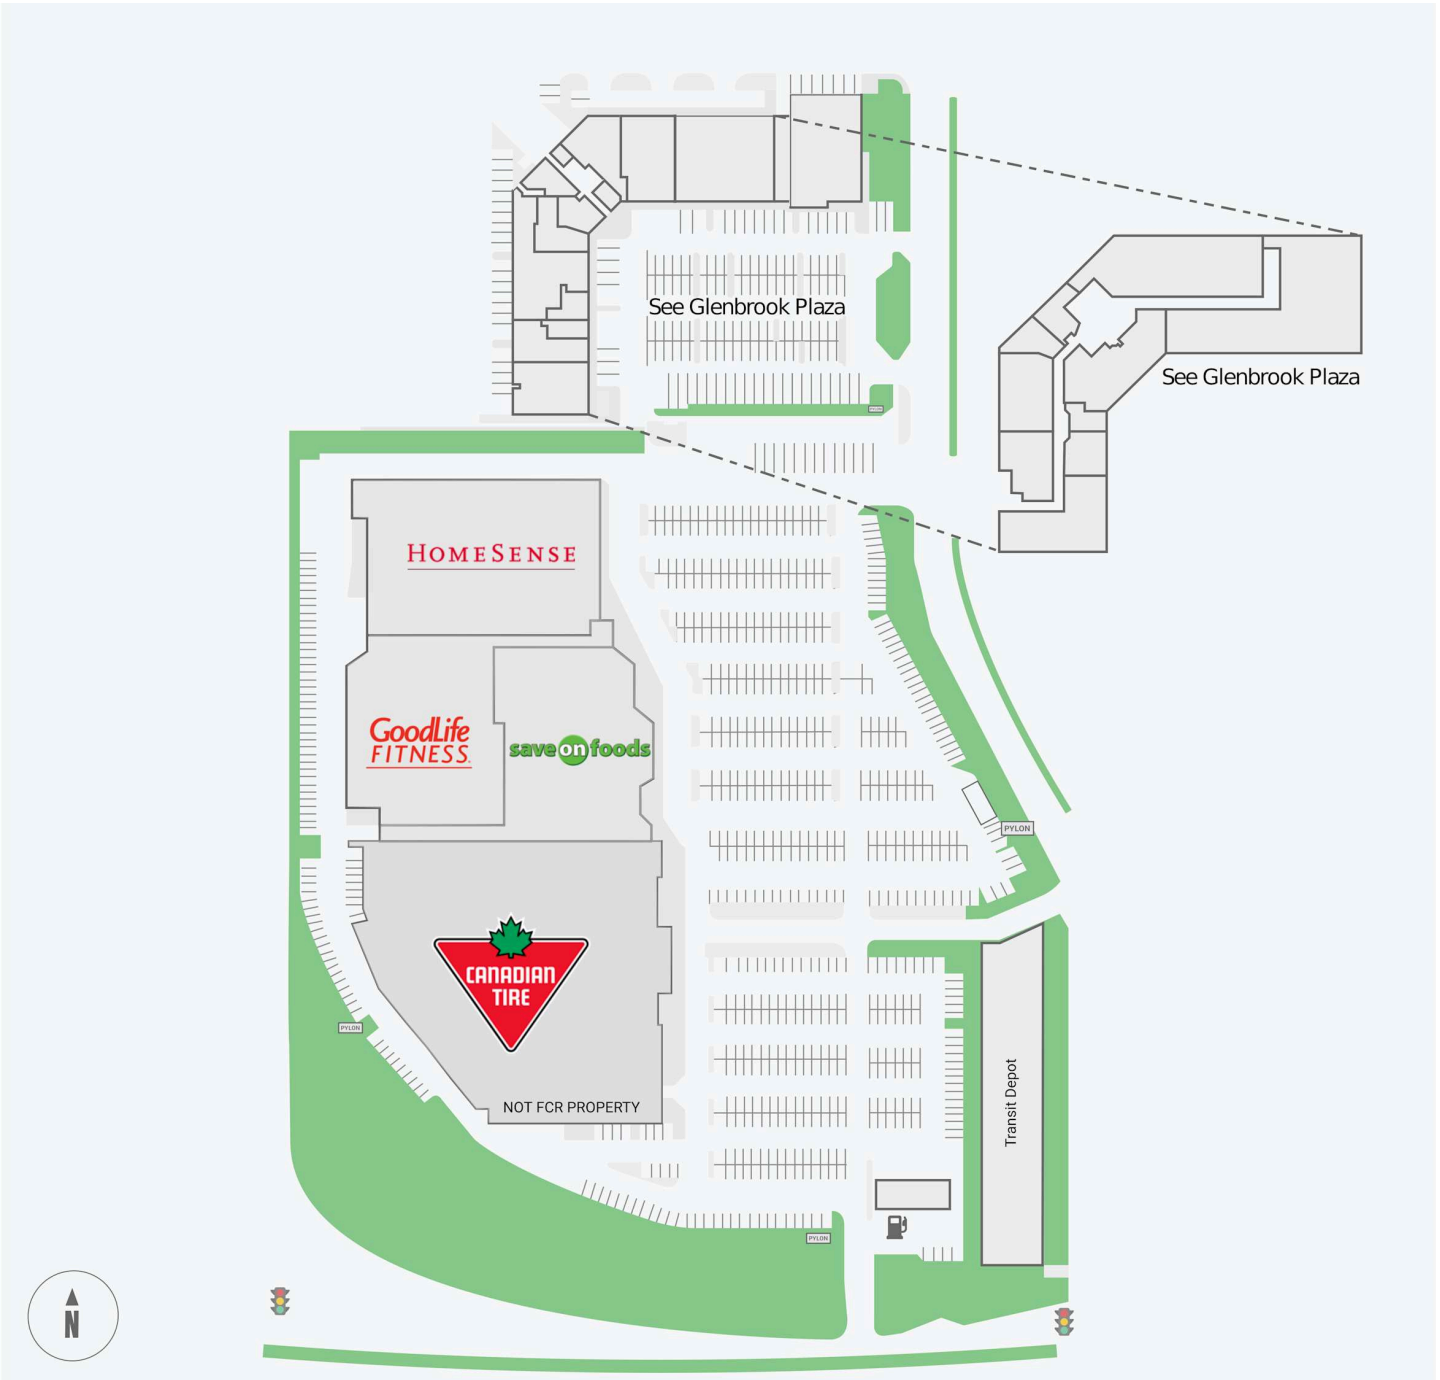 PYLON
See Glenbrook Plaza
See Glenbrook Plaza
HOMESENSE
GoodLife
FITNESS.
save on foods
PYLON
CANADIAN
TIRE
PYLON
NOT FCR PROPERTY
Transit Depot
PYLON
N